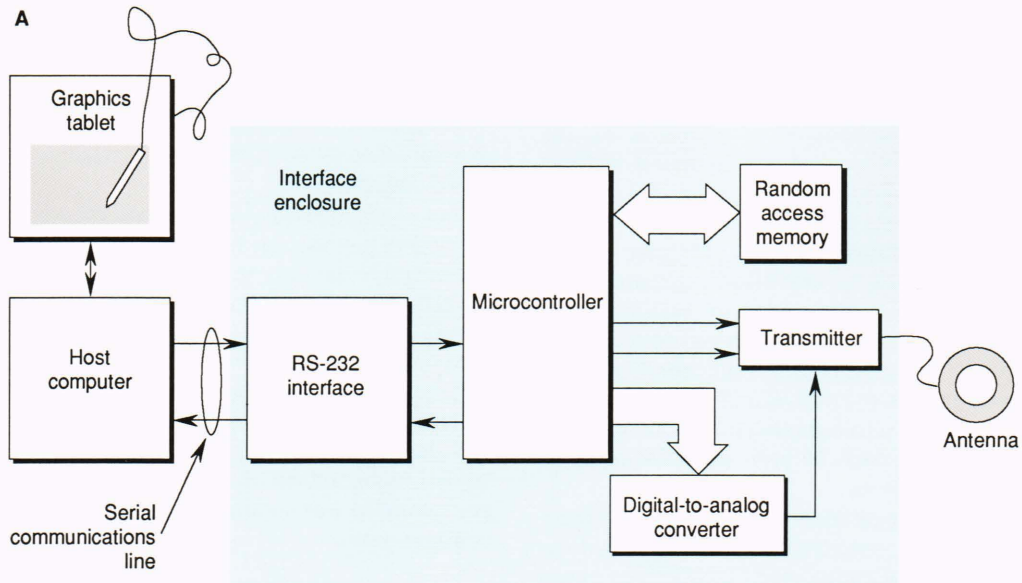 A
Graphics
tablet
Interface
enclosure
Random
access
memory
Microcontroller
Host
computer
RS-232
interface
Transmitter
Antenna
Serial
communications
line
Digital-to-analog
converter